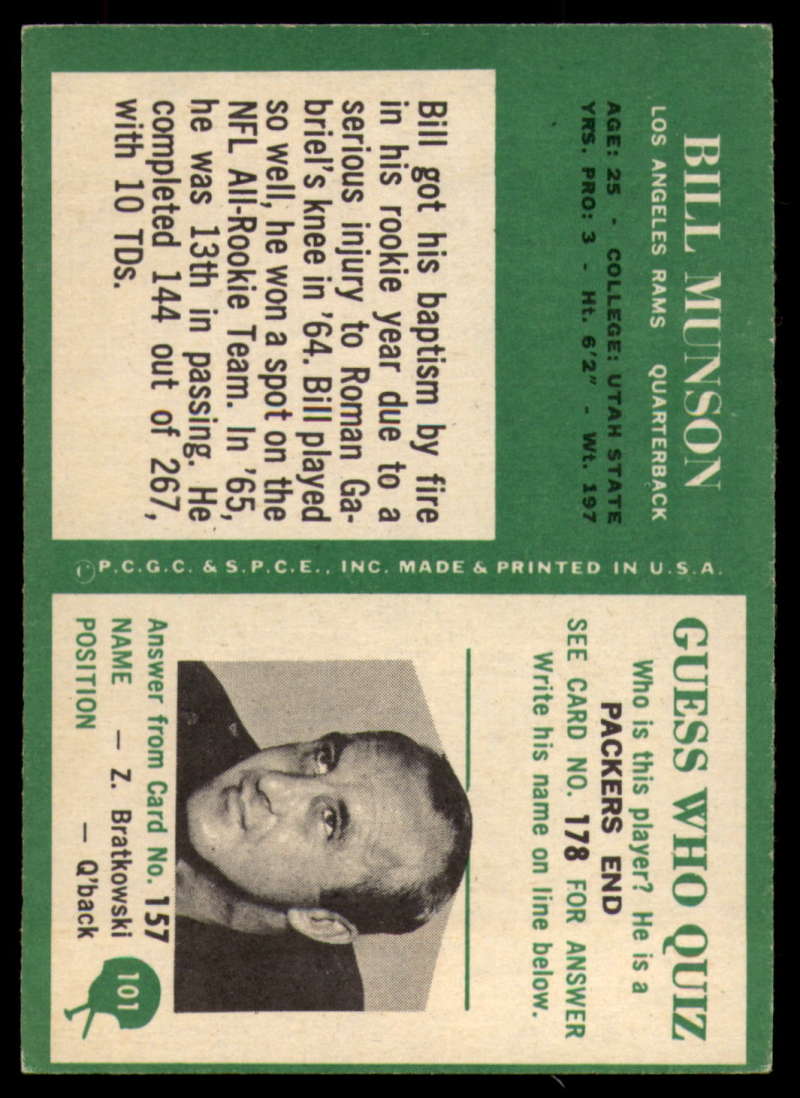 BILL MUNSON
LOS ANGELES RAMS QUARTERBACK
AGE: 25 - COLLEGE: UTAH STATE
YRS. PRO: 3 - Ht. 6'2" - Wt. 197
Bill got his baptism by fire
in his rookie year due to a
serious injury to Roman Ga-
briel's knee in '64. Bill played
so well, he won a spot on the
NFL All-Rookie Team. In '65,
he was 13th in passing. He
completed 144 out of 267,
with 10 TDs.
©P.C.G.C. & S.P.C.E., INC. MADE & PRINTED IN U.S.A.
GUESS WHO QUIZ
Who is this player? He is a
PACKERS END
SEE CARD NO. 178 FOR ANSWER
Write his name on line below.
Answer from Card No. 157
NAME — Z. Bratkowski
POSITION — Q'back
101